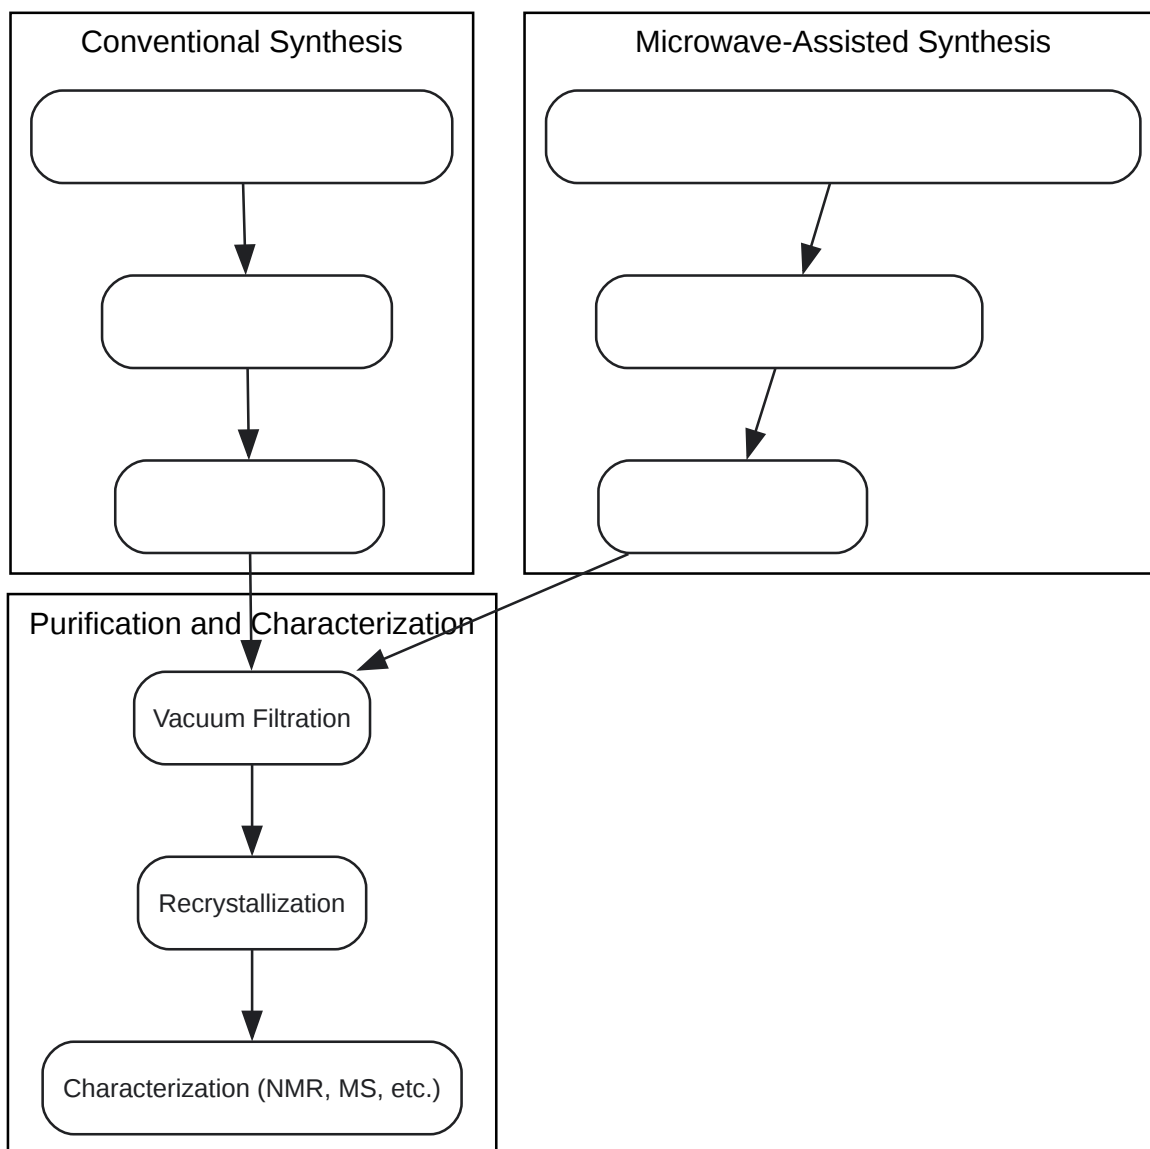 Conventional Synthesis
Microwave-Assisted Synthesis
Purification and Characterization
Vacuum Filtration
Recrystallization
Characterization (NMR, MS, etc.)